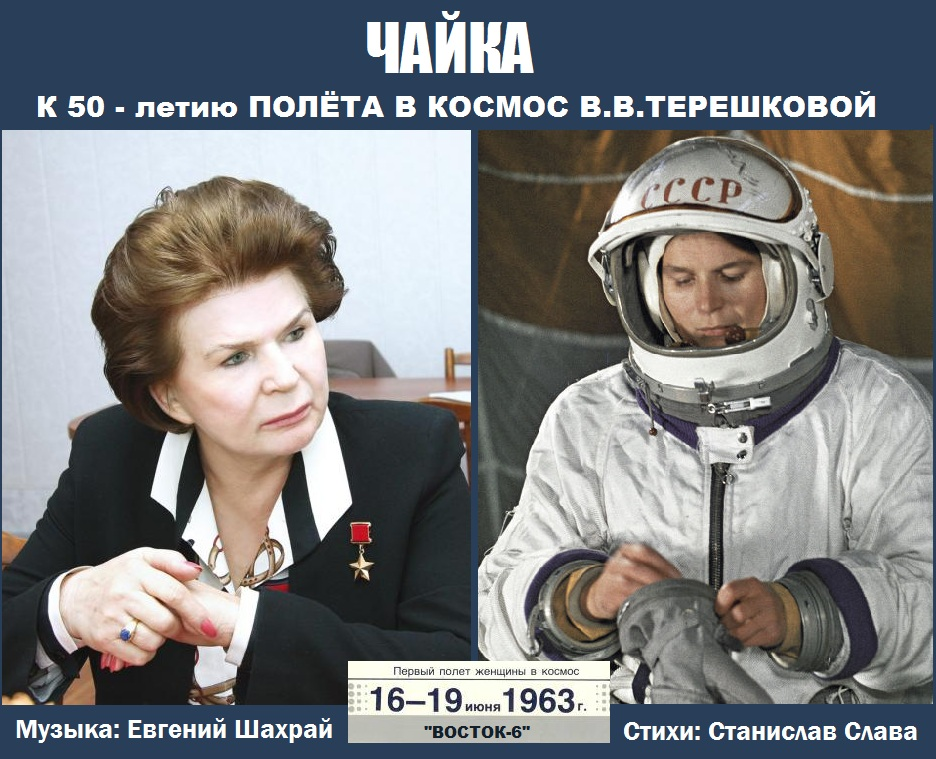 ЧАЙКА
К 50 - летию ПОЛЁТА В КОСМОС В.В.ТЕРЕШКОВОЙ
СССР
Первый полет женщины в космос
16–19 июня 1963 г.
"ВОСТОК-6"
Музыка: Евгений Шахрай
Стихи: Станислав Слава